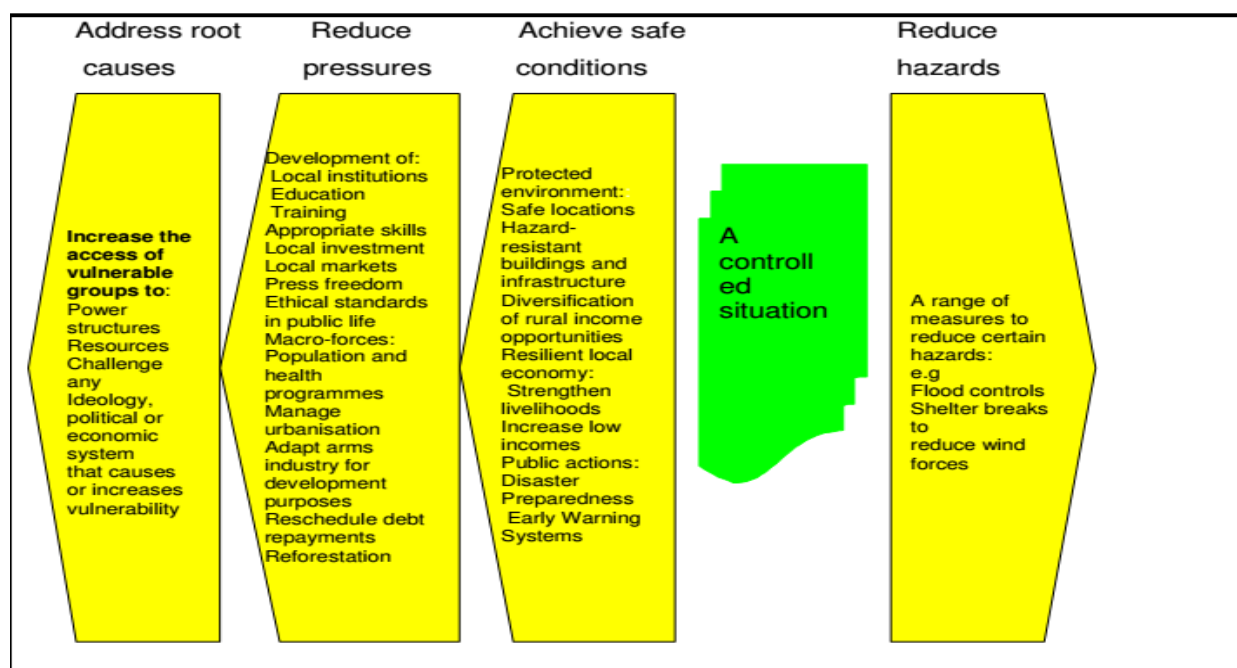 Address root
causes
Reduce
pressures
Achieve safe
conditions
Reduce
hazards
Increase the
access of
vulnerable
groups to:
Power
structures
Resources
Challenge
any
Ideology,
political or
economic
system
that causes
or increases
vulnerability
Development of:
Local institutions
Education
Training
Appropriate skills
Local investment
Local markets
Press freedom
Ethical standards
in public life
Macro-forces:
Population and
health
programmes
Manage
urbanisation
Adapt arms
industry for
development
purposes
Reschedule debt
repayments
Reforestation
Protected
environment:
Safe locations
Hazard-
resistant
buildings and
infrastructure
Diversification
of rural income
opportunities
Resilient local
economy:
Strengthen
livelihoods
Increase low
incomes
Public actions:
Disaster
Preparedness
Early Warning
Systems
A
controll
ed
situation
A range of
measures to
reduce certain
hazards:
e.g
Flood controls
Shelter breaks
to
reduce wind
forces